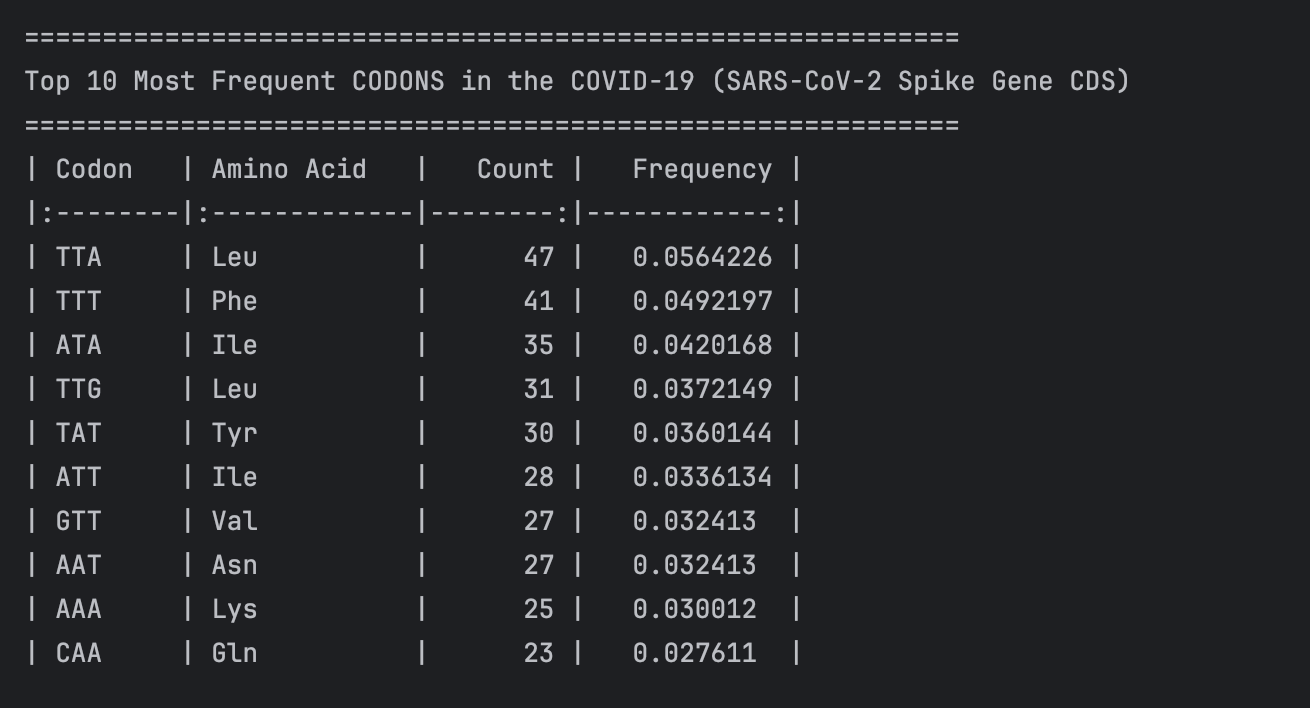 ============================================================
Top 10 Most Frequent CODONS in the COVID-19 (SARS-CoV-2 Spike Gene CDS)
============================================================
| Codon   | Amino Acid   |   Count |   Frequency |
|:--------|:-------------|--------:|------------:|
| TTA     | Leu          |      47 |   0.0564226 |
| TTT     | Phe          |      41 |   0.0492197 |
| ATA     | Ile          |      35 |   0.0420168 |
| TTG     | Leu          |      31 |   0.0372149 |
| TAT     | Tyr          |      30 |   0.0360144 |
| ATT     | Ile          |      28 |   0.0336134 |
| GTT     | Val          |      27 |   0.032413  |
| AAT     | Asn          |      27 |   0.032413  |
| AAA     | Lys          |      25 |   0.030012  |
| CAA     | Gln          |      23 |   0.027611  |